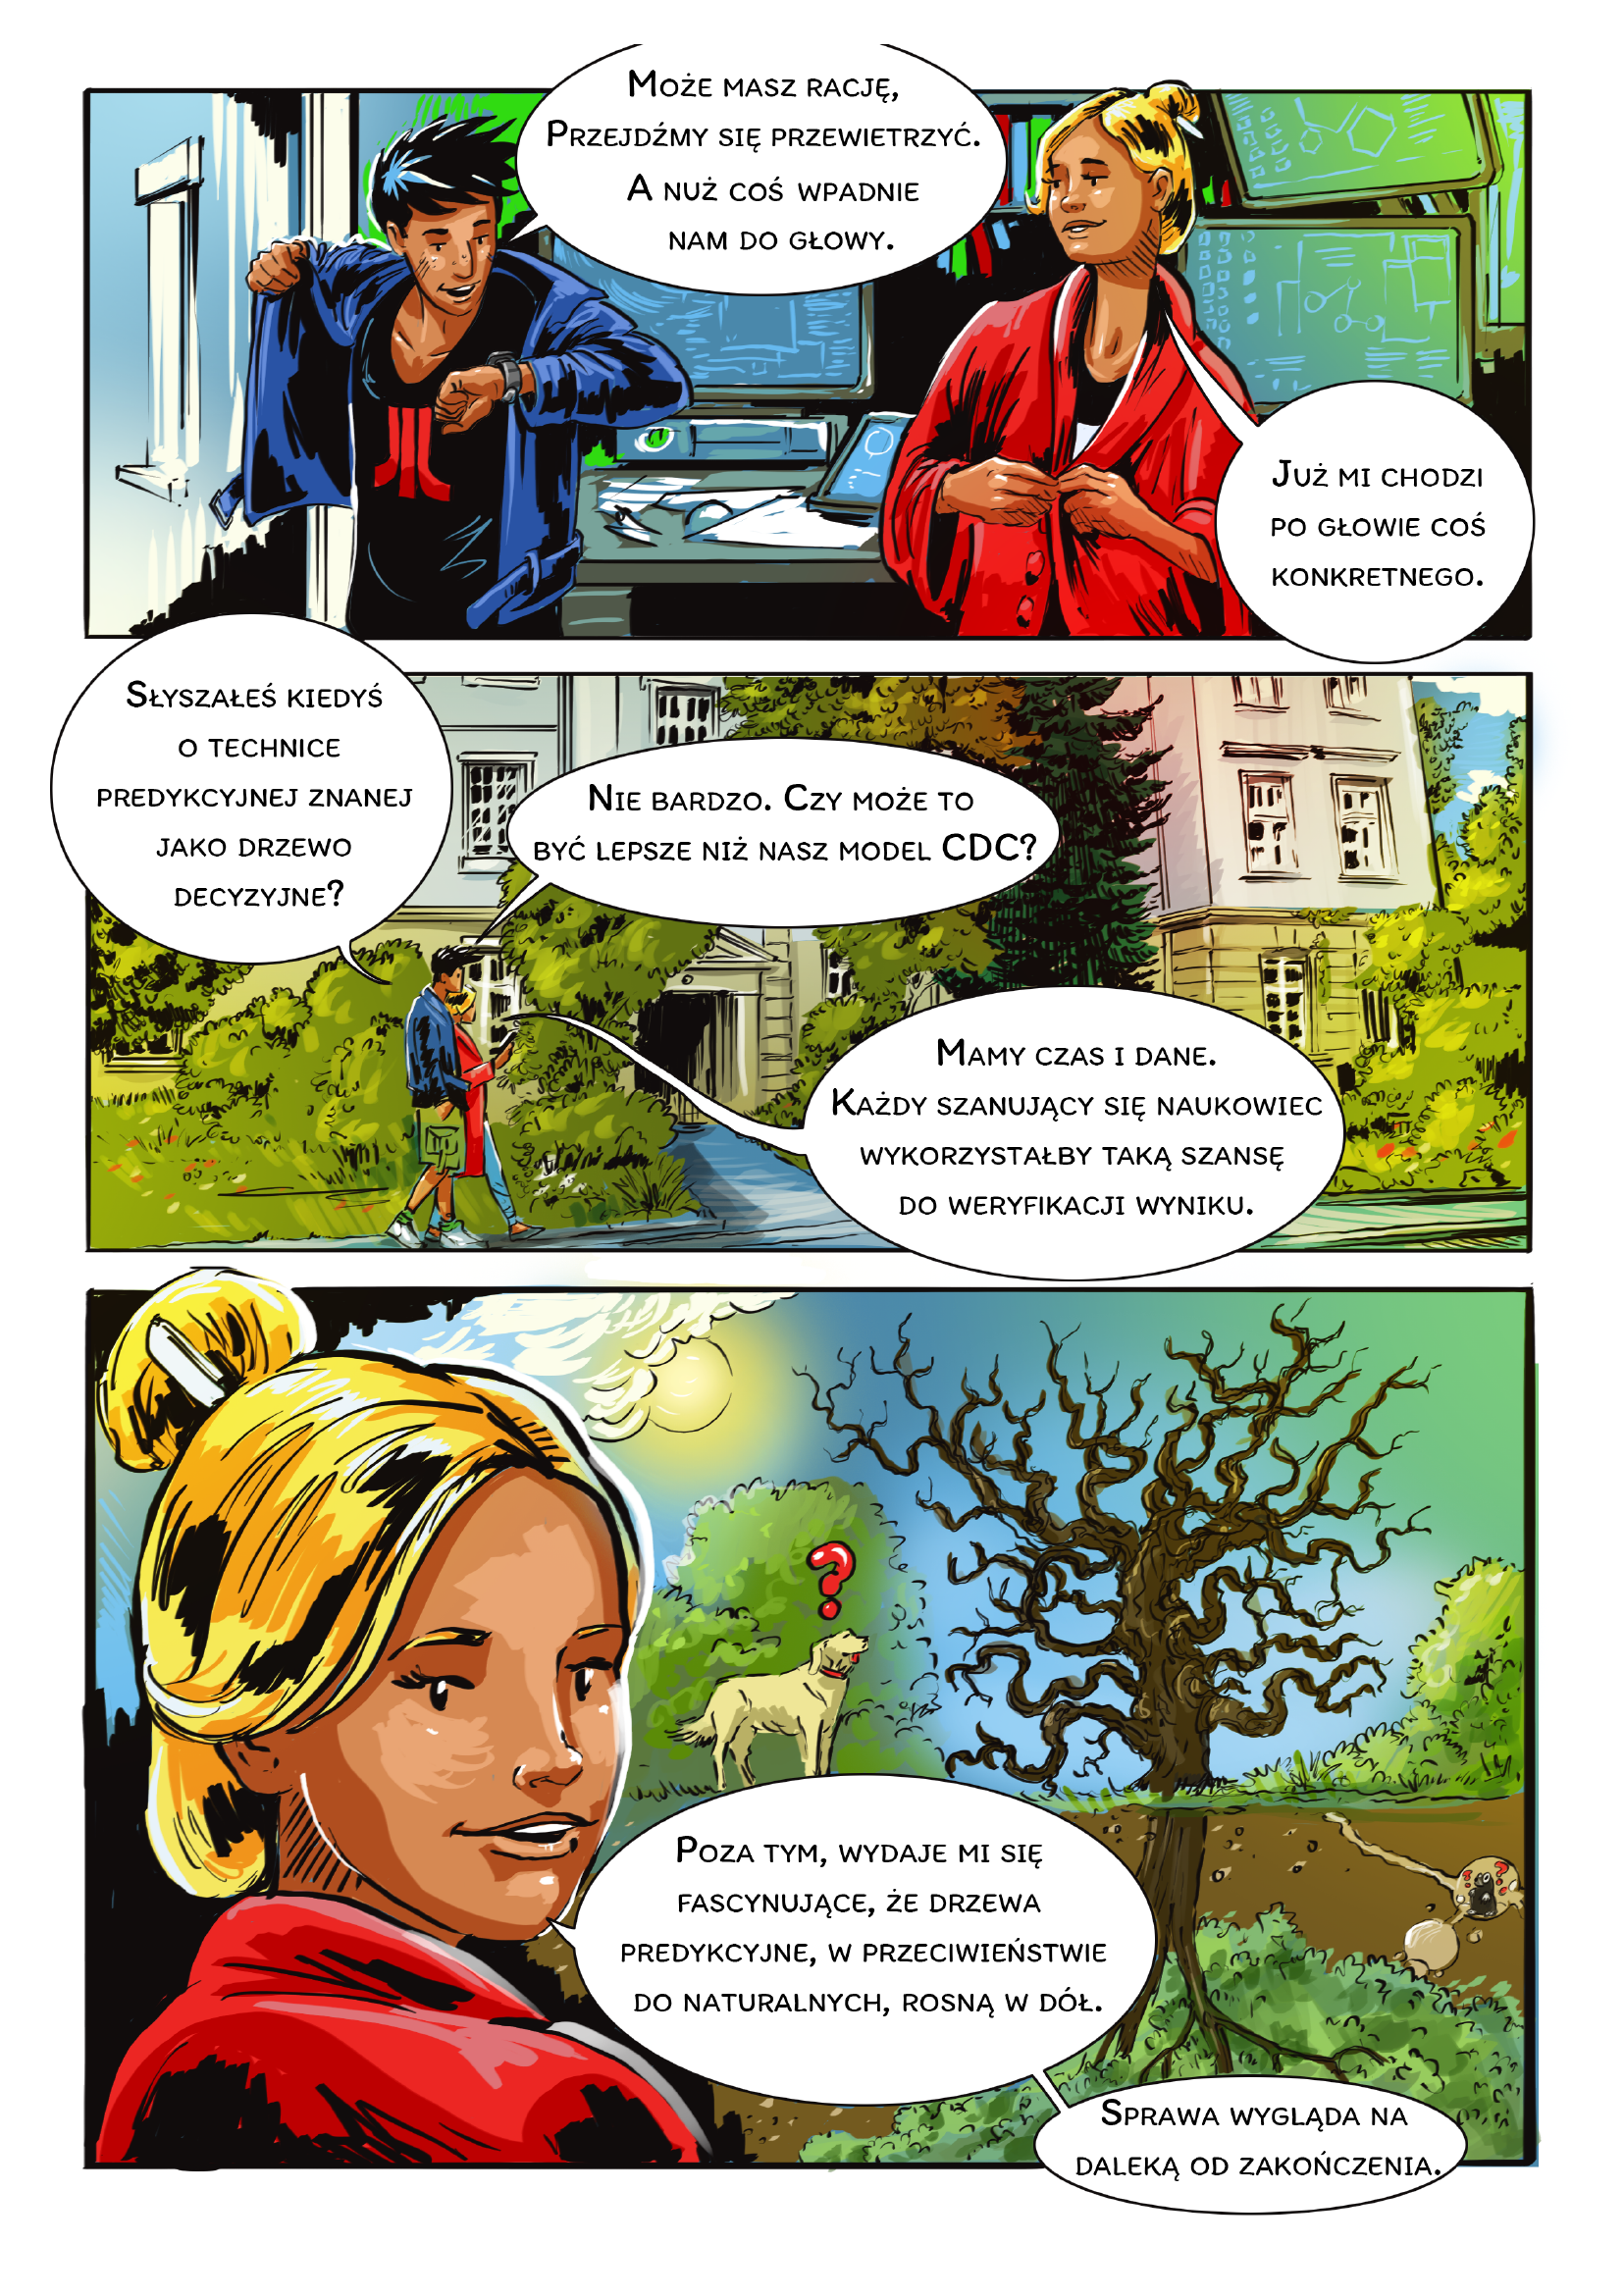 Może masz rację,
Przejdźmy się przewietrzyć.
A nuż coś wpadnie
nam do głowy.
Już mi chodzi
po głowie coś
konkretnego.
Słyszałeś kiedyś
o technice
predykcyjnej znanej
jako drzewo
decyzyjne?
Nie bardzo. Czy może to
być lepsze niż nasz model CDC?
Mamy czas i dane.
Każdy szanujący się naukowiec
wykorzystałby taką szansę
do weryfikacji wyniku.
?
Poza tym, wydaje mi się
fascynujące, że drzewa
predykcyjne, w przeciwieństwie
do naturalnych, rosną w dół.
Sprawa wygląda na
daleką od zakończenia.